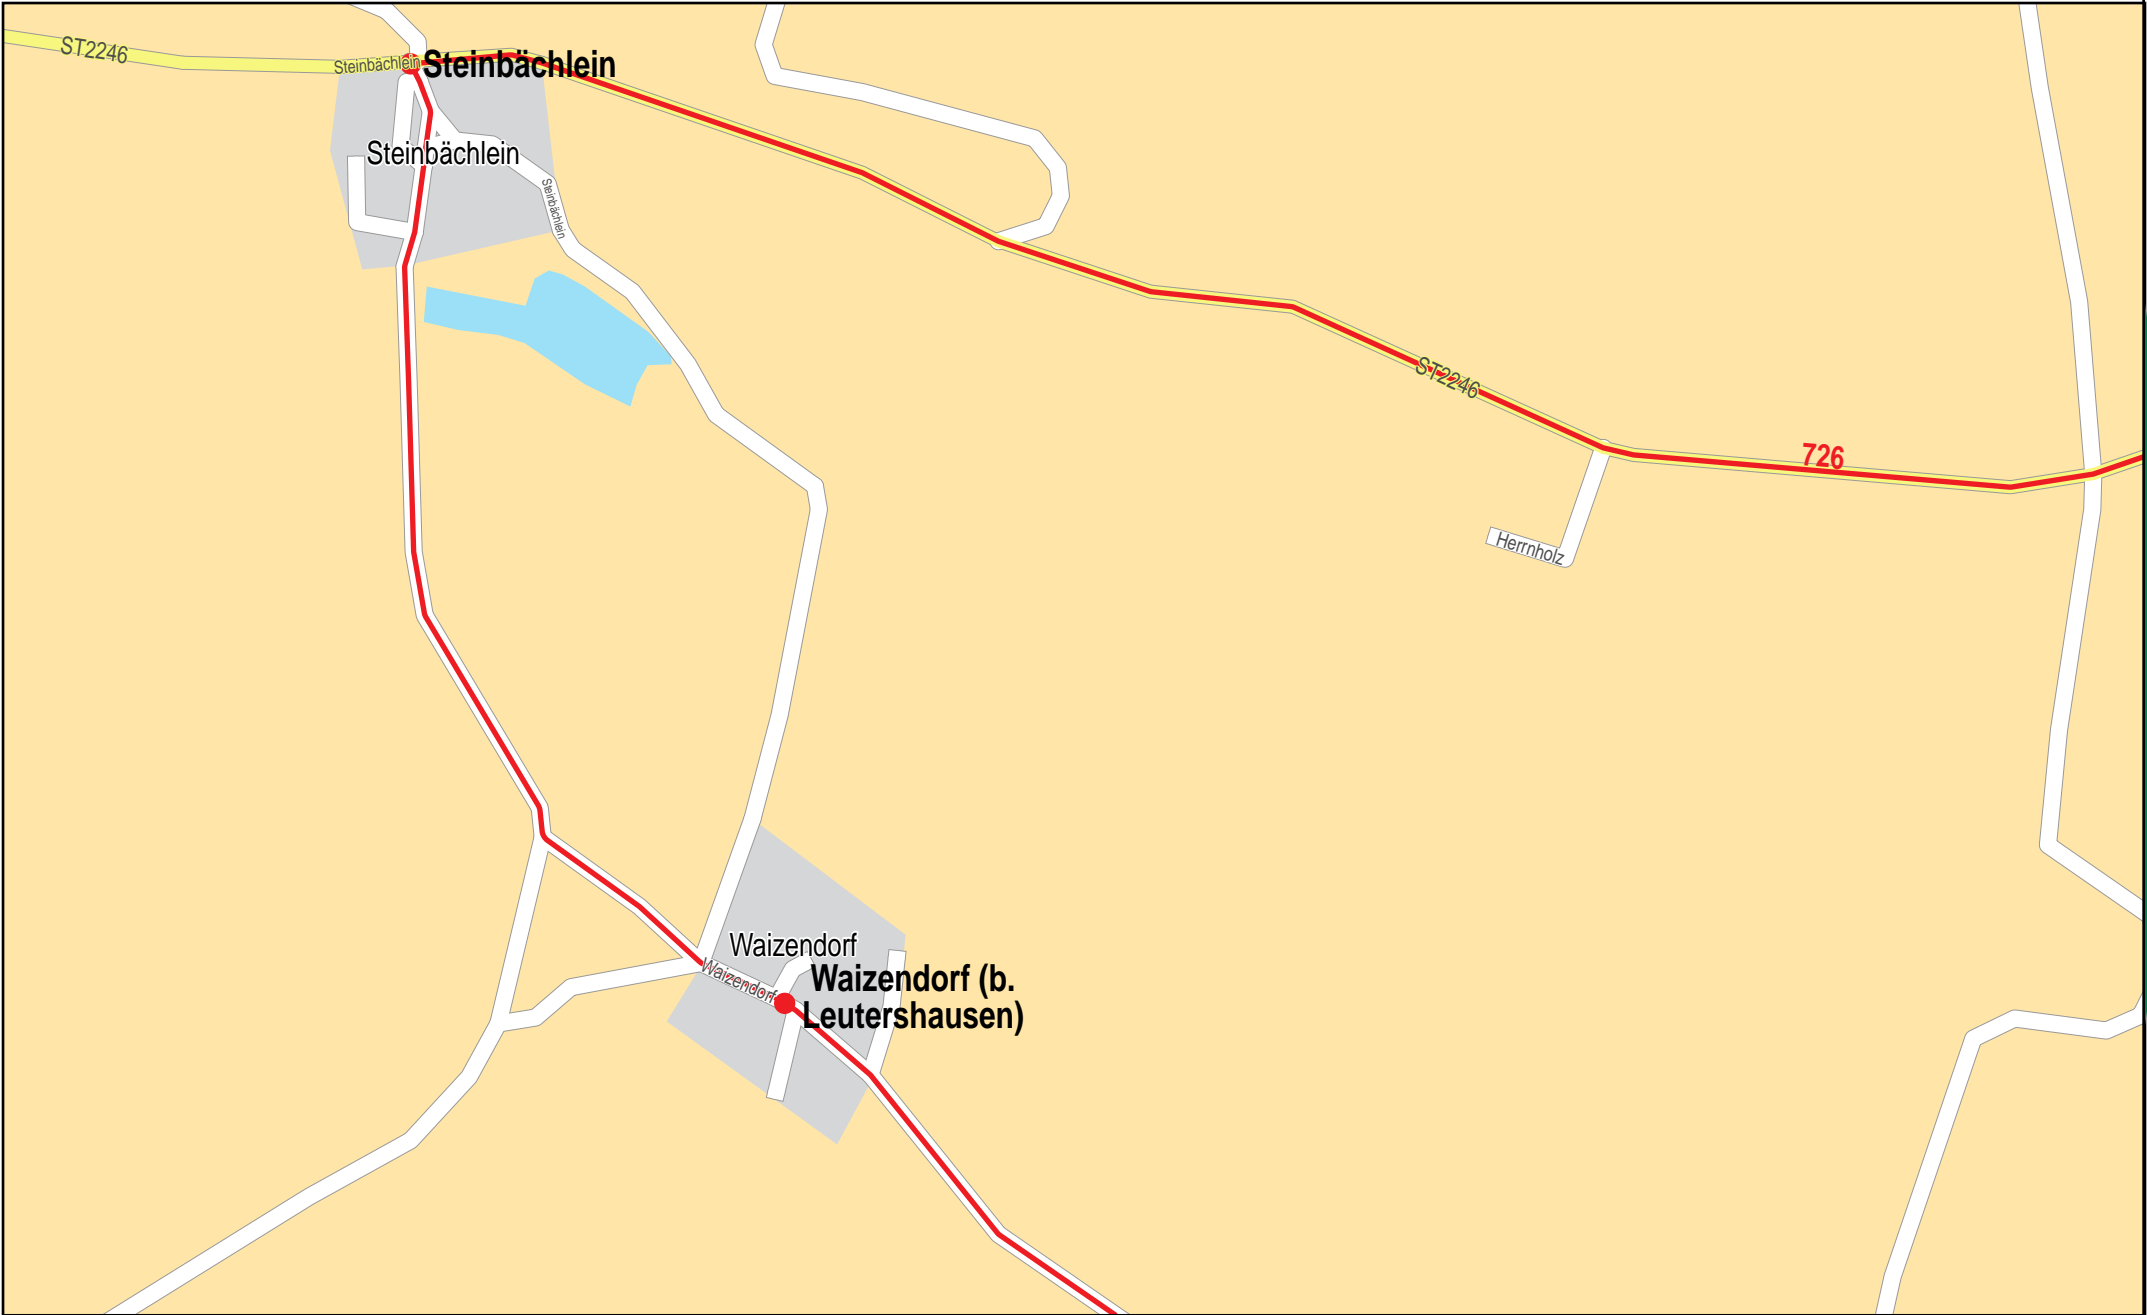 ST2246
Steinbächlein
Steinbächlein
Steinbächlein
Steinbächlein
ST2246
726
Herrnholz
Waizendorf
Waizendorf
Waizendorf (b.
Leutershausen)